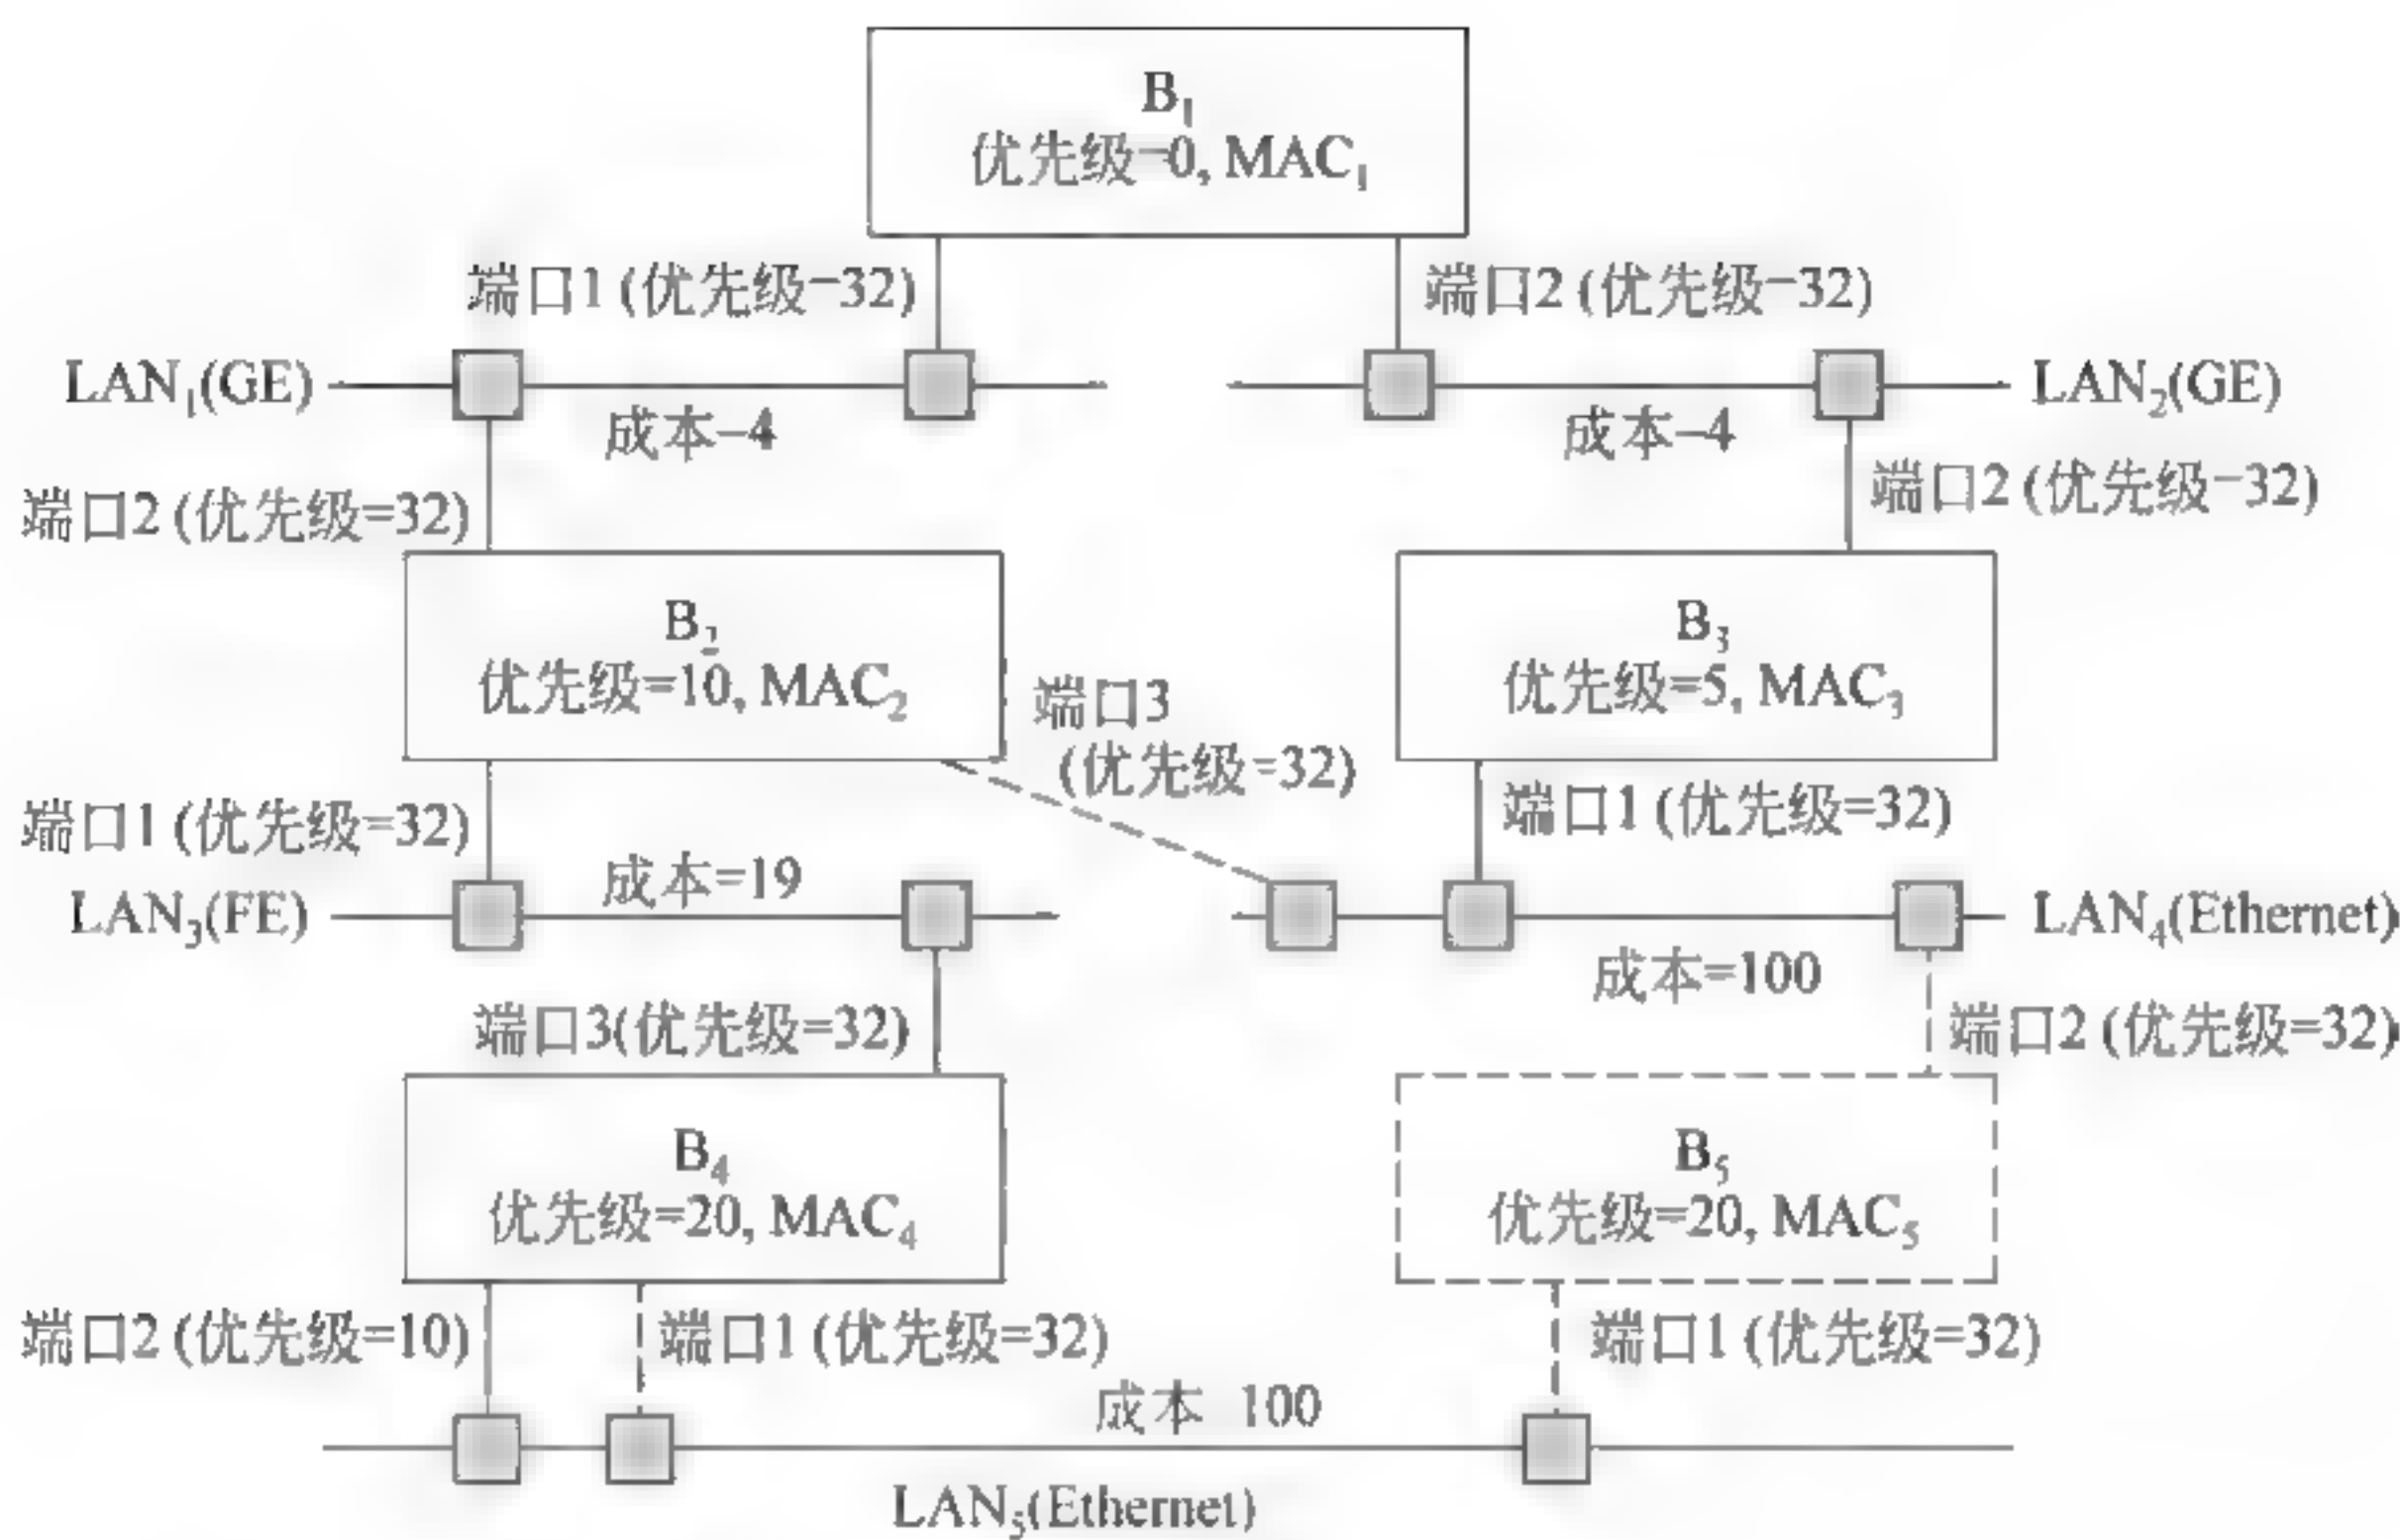 B₁
优先级=0, MAC₁
端口1 (优先级=32)
端口2 (优先级=32)
LAN₁(GE)
成本=4
成本=4
LAN₂(GE)
端口2 (优先级=32)
端口2 (优先级=32)
B₂
优先级=10, MAC₂
端口3
(优先级=32)
B₃
优先级=5, MAC₃
端口1 (优先级=32)
端口1 (优先级=32)
LAN₃(FE)
成本=19
LAN₄(Ethernet)
成本=100
端口3(优先级=32)
端口2 (优先级=32)
B₄
优先级=20, MAC₄
B₅
优先级=20, MAC₅
端口2 (优先级=10)
端口1 (优先级=32)
端口1 (优先级=32)
成本 100
LAN₅(Ethernet)